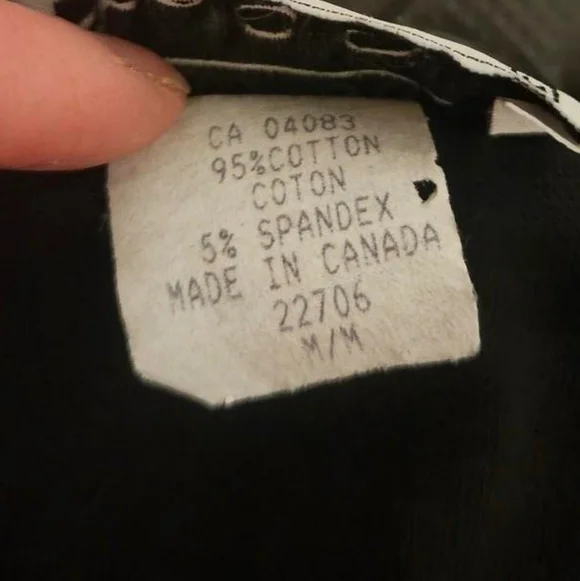 CA 04083
95%COTTON
COTON
5% SPANDEX
MADE IN CANADA
22706
M/M